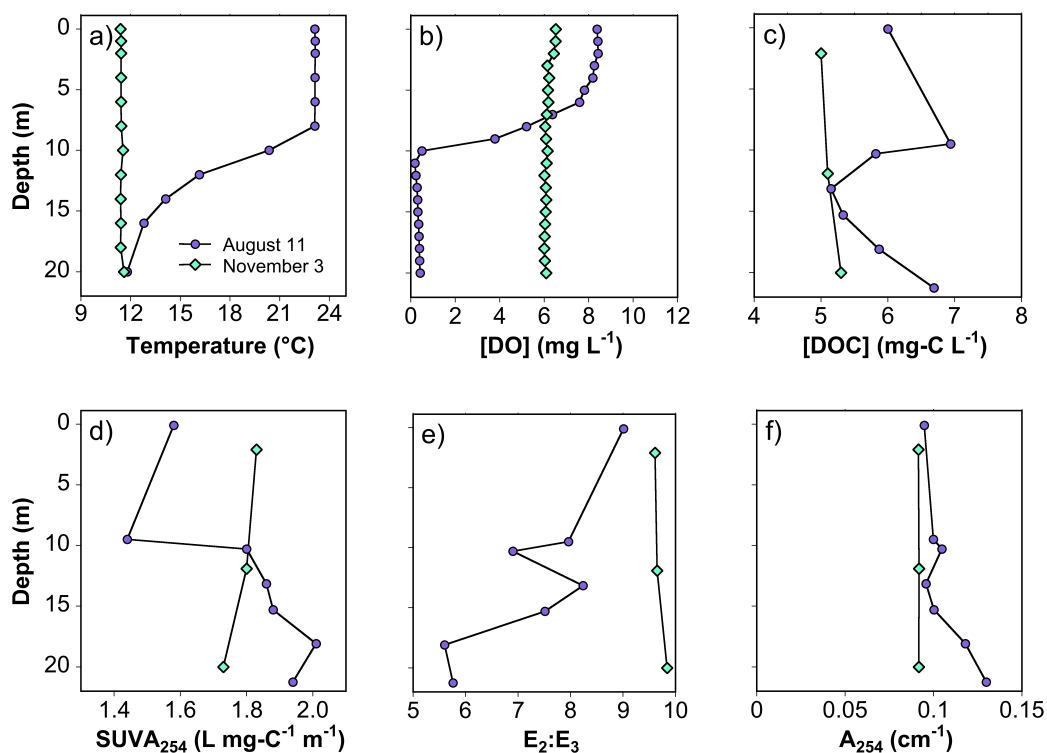 a)
b)
c)
0
5
10
15
20
Depth (m)
August 11
November 3
9 12 15 18 21 24
0 2 4 6 8 10 12
4 5 6 7 8
Temperature (°C)
[DO] (mg L⁻¹)
[DOC] (mg-C L⁻¹)
d)
e)
f)
0
5
10
15
20
Depth (m)
1.4 1.6 1.8 2.0
5 6 7 8 9 10
0 0.05 0.10 0.15
SUVA₂₅₄ (L mg-C⁻¹ m⁻¹)
E₂:E₃
A₂₅₄ (cm⁻¹)